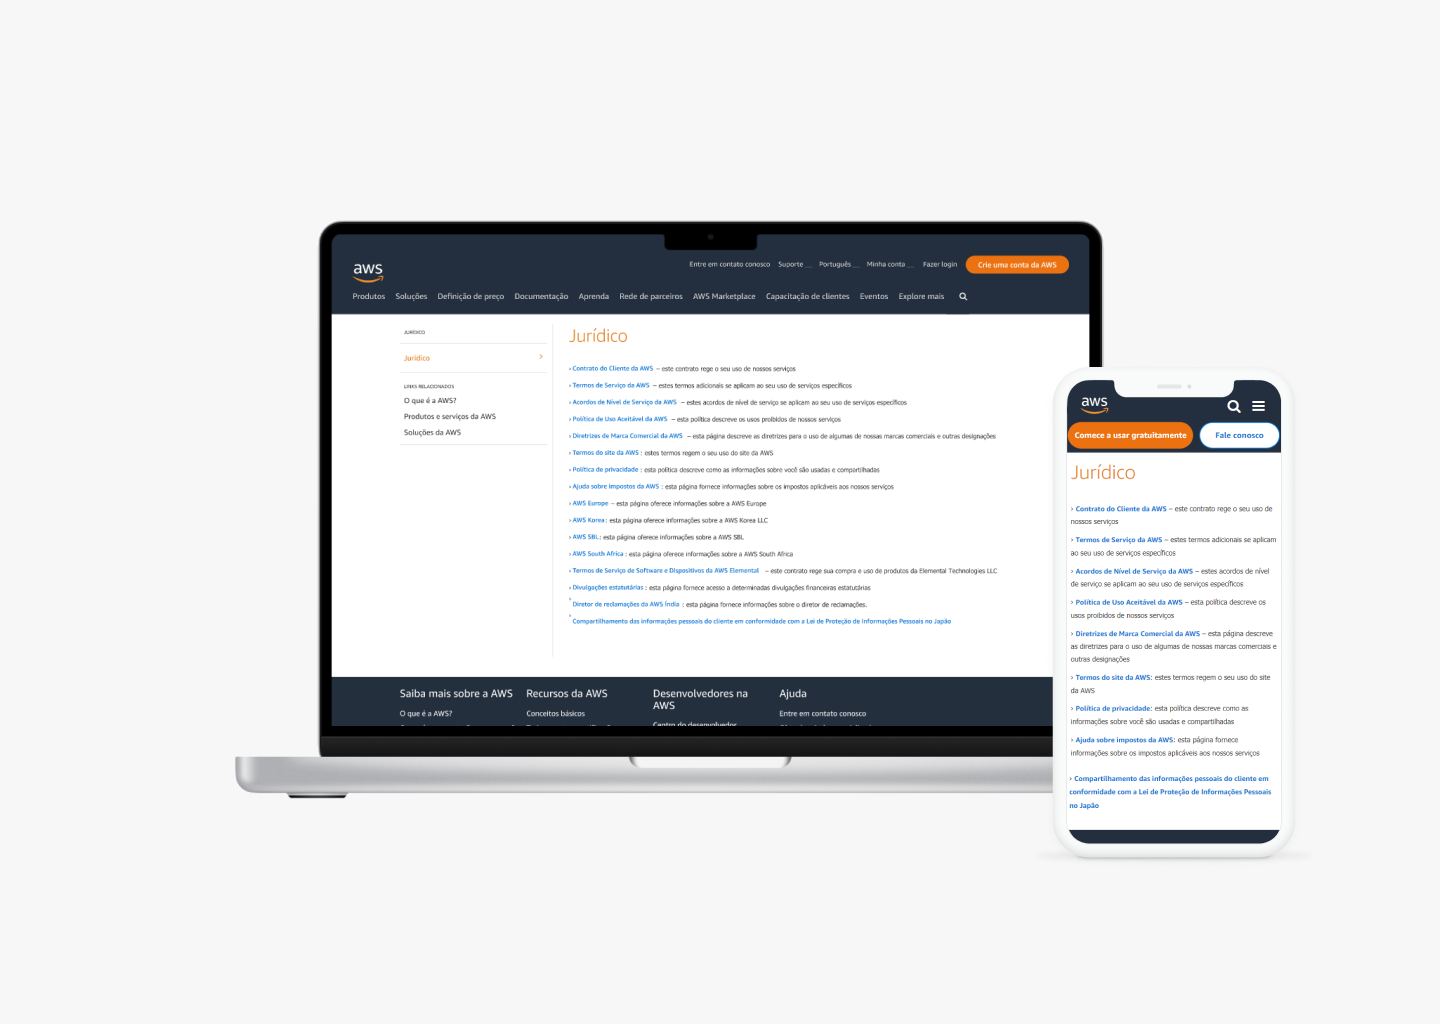 aws
Entre em contato conosco Suporte Português Minha conta Fazer login Crie uma conta da AWS
Produtos Soluções Definição de preço Documentação Aprenda Rede de parceiros AWS Marketplace Capacitação de clientes Eventos Explore mais
JURÍDICO
Jurídico
LINKS RELACIONADOS
O que é a AWS?
Produtos e serviços da AWS
Soluções da AWS
Jurídico
› Contrato do Cliente da AWS – este contrato rege o seu uso de nossos serviços
› Termos de Serviço da AWS – estes termos adicionais se aplicam ao seu uso de serviços específicos
› Acordos de Nível de Serviço da AWS – estes acordos de nível de serviço se aplicam ao seu uso de serviços específicos
› Política de Uso Aceitável da AWS – esta política descreve os usos proibidos de nossos serviços
› Diretrizes de Marca Comercial da AWS – esta página descreve as diretrizes para o uso de algumas de nossas marcas comerciais e outras designações
› Termos do site da AWS : estes termos regem o seu uso do site da AWS
› Política de privacidade : esta política descreve como as informações sobre você são usadas e compartilhadas
› Ajuda sobre impostos da AWS : esta página fornece informações sobre os impostos aplicáveis aos nossos serviços
› AWS Europe – esta página oferece informações sobre a AWS Europe
› AWS Korea : esta página oferece informações sobre a AWS Korea LLC
› AWS SBL : esta página oferece informações sobre a AWS SBL
› AWS South Africa : esta página oferece informações sobre a AWS South Africa
› Termos de Serviço de Software e Dispositivos da AWS Elemental – este contrato rege sua compra e uso de produtos da Elemental Technologies LLC
› Divulgações estatutárias : esta página fornece acesso a determinadas divulgações financeiras estatutárias
› Diretor de reclamações da AWS Índia : esta página fornece informações sobre o diretor de reclamações.
› Compartilhamento das informações pessoais do cliente em conformidade com a Lei de Proteção de Informações Pessoais no Japão
Saiba mais sobre a AWS
O que é a AWS?
Recursos da AWS
Conceitos básicos
Desenvolvedores na
AWS
Centro do desenvolvedor
Ajuda
Entre em contato conosco
aws
Comece a usar gratuitamente Fale conosco
Jurídico
› Contrato do Cliente da AWS – este contrato rege o seu uso de
nossos serviços
› Termos de Serviço da AWS – estes termos adicionais se aplicam
ao seu uso de serviços específicos
› Acordos de Nível de Serviço da AWS – estes acordos de nível
de serviço se aplicam ao seu uso de serviços específicos
› Política de Uso Aceitável da AWS – esta política descreve os
usos proibidos de nossos serviços
› Diretrizes de Marca Comercial da AWS – esta página descreve
as diretrizes para o uso de algumas de nossas marcas comerciais e
outras designações
› Termos do site da AWS: estes termos regem o seu uso do site
da AWS
› Política de privacidade: esta política descreve como as
informações sobre você são usadas e compartilhadas
› Ajuda sobre impostos da AWS: esta página fornece
informações sobre os impostos aplicáveis aos nossos serviços
› Compartilhamento das informações pessoais do cliente em
conformidade com a Lei de Proteção de Informações Pessoais
no Japão